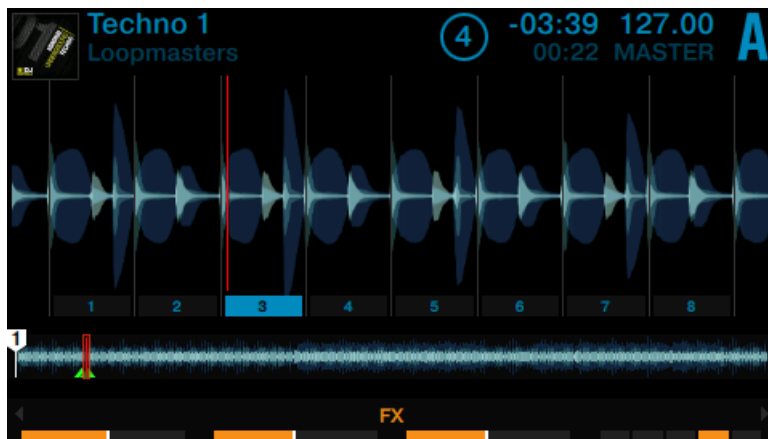 Techno 1
Loopmasters
4
-03:39 127.00
00:22 MASTER
A
1 2 3 4 5 6 7 8
1
FX